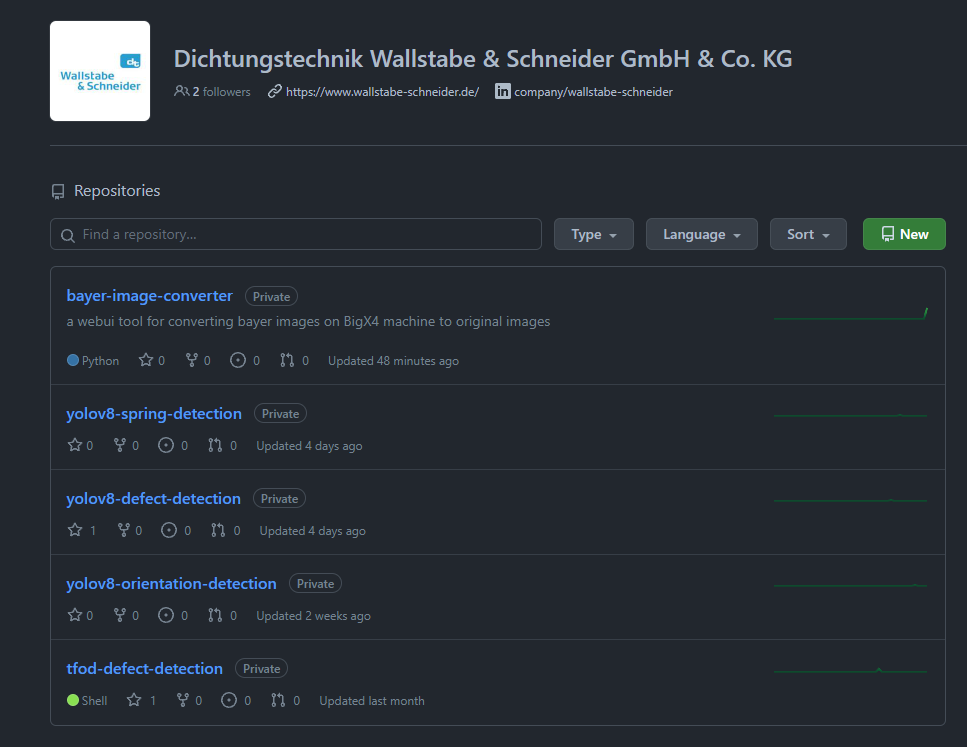 dt
Wallstabe
& Schneider
Dichtungstechnik Wallstabe & Schneider GmbH & Co. KG
2 followers https://www.wallstabe-schneider.de/ in company/wallstabe-schneider
Repositories
Find a repository... Type Language Sort New
bayer-image-converter Private
a webui tool for converting bayer images on BigX4 machine to original images
Python 0 0 0 0 Updated 48 minutes ago
yolov8-spring-detection Private
0 0 0 0 Updated 4 days ago
yolov8-defect-detection Private
1 0 0 0 Updated 4 days ago
yolov8-orientation-detection Private
0 0 0 0 Updated 2 weeks ago
tfod-defect-detection Private
Shell 1 0 0 0 Updated last month